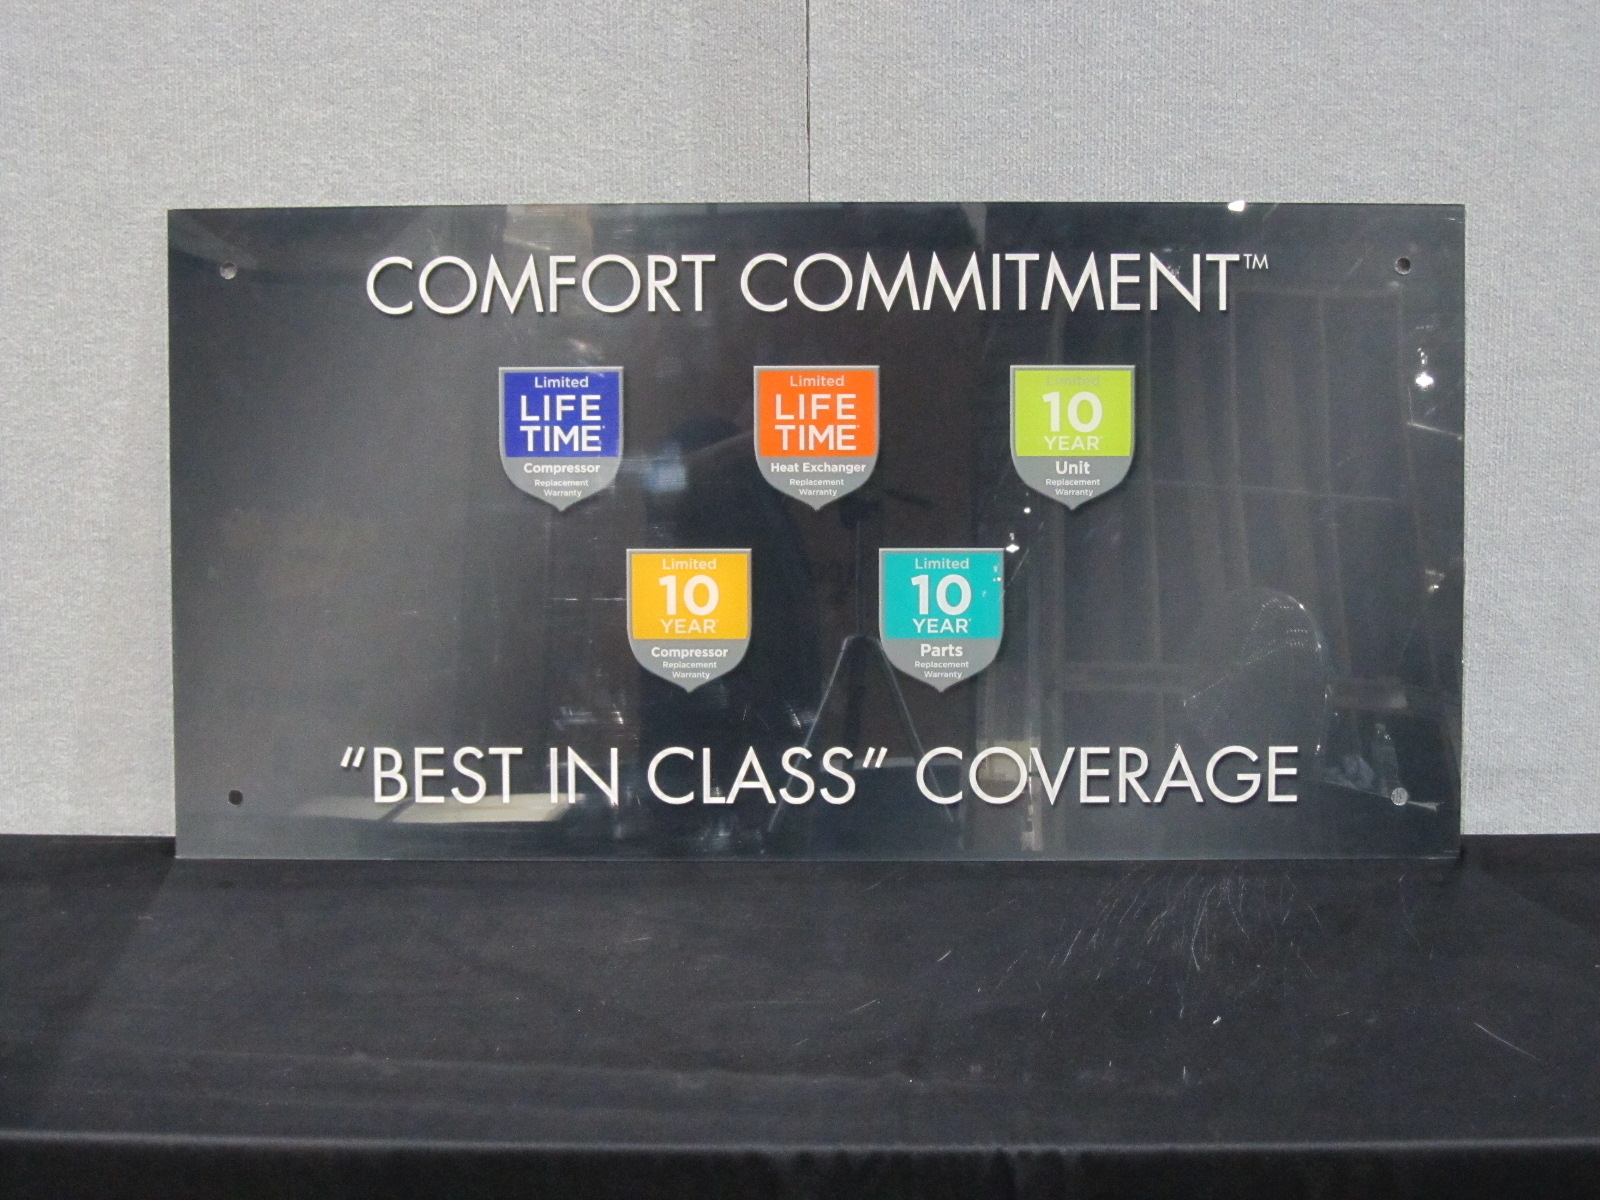 COMFORT COMMITMENT™
Limited
LIFE
TIME*
Compressor
Replacement
Warranty
Limited
LIFE
TIME*
Heat Exchanger
Replacement
Warranty
Limited
10
YEAR*
Unit
Replacement
Warranty
Limited
10
YEAR*
Compressor
Replacement
Warranty
Limited
10
YEAR*
Parts
Replacement
Warranty
“BEST IN CLASS” COVERAGE